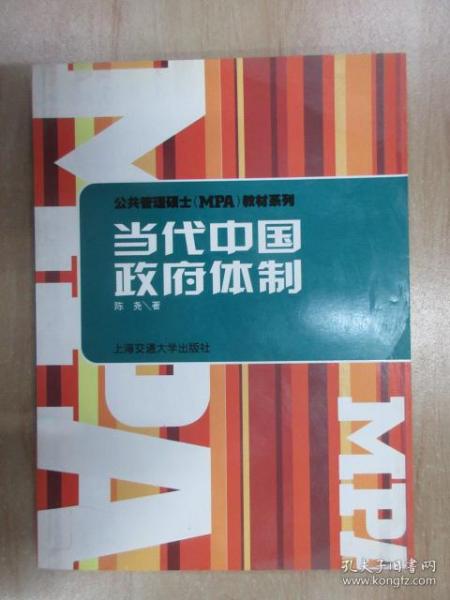 MPA
公共管理硕士（MPA）教材系列
当代中国
政府体制
陈 尧＼著
上海交通大学出版社
MPA
孔夫子旧书网
www.kongfz.com